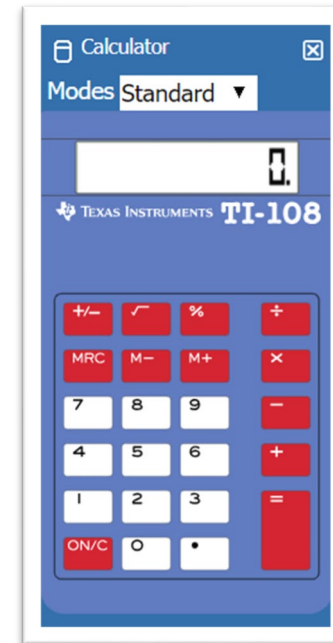 Calculator
Modes Standard ▼
0.
TEXAS INSTRUMENTS TI-108
+/− √ % ÷
MRC M− M+ ×
7 8 9 −
4 5 6 +
1 2 3 =
ON/C 0 •